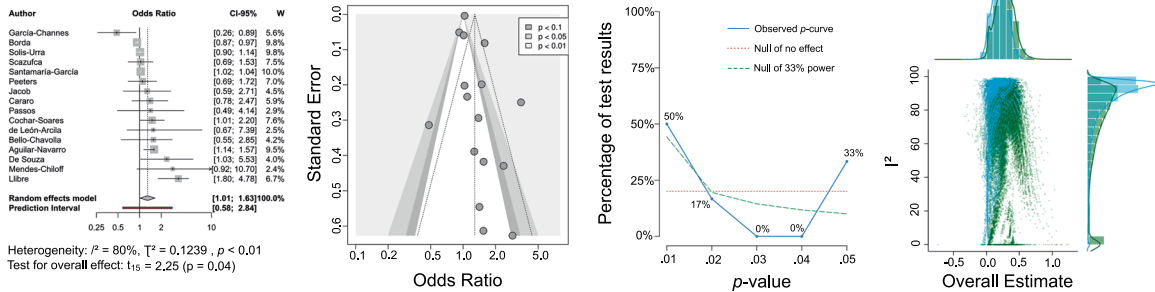 Author Odds Ratio CI-95% W
García-Channes [0.26; 0.89] 5.6%
Borda [0.87; 0.97] 9.8%
Solis-Urra [0.90; 1.14] 9.8%
Scazufca [0.69; 1.53] 7.3%
Santamaría-García [1.02; 1.04] 10.0%
Peeters [0.69; 1.72] 7.0%
Jacob [0.59; 2.71] 4.5%
Cararo [0.78; 2.47] 5.9%
Passos [0.49; 4.14] 2.9%
Cochar-Soares [1.01; 2.20] 7.6%
de León-Arcila [0.67; 7.39] 2.5%
Bello-Chavolla [0.55; 2.85] 4.2%
Aguilar-Navarro [1.14; 1.57] 9.5%
De Souza [1.03; 5.53] 4.0%
Mendes-Chiloff [0.92; 10.70] 2.4%
Llibre [1.80; 4.78] 6.7%
Random effects model [1.01; 1.63]100.0%
Prediction Interval [0.58; 2.84]
0.25 0.5 1 2 10
Heterogeneity: I² = 80%, T² = 0.1239 , p < 0.01
Test for overall effect: t₁₅ = 2.25 (p = 0.04)
Standard Error
0.0
0.1
0.2
0.3
0.4
0.5
0.6
p < 0.1
p < 0.05
p < 0.01
0.1 0.2 0.5 1.0 2.0 5.0
Odds Ratio
Percentage of test results
100%
75%
50%
25%
0%
Observed p-curve
Null of no effect
Null of 33% power
50%
17%
0%
0%
33%
.01 .02 .03 .04 .05
p-value
I²
100
75
50
25
0
-0.5 0.0 0.5 1.0
Overall Estimate